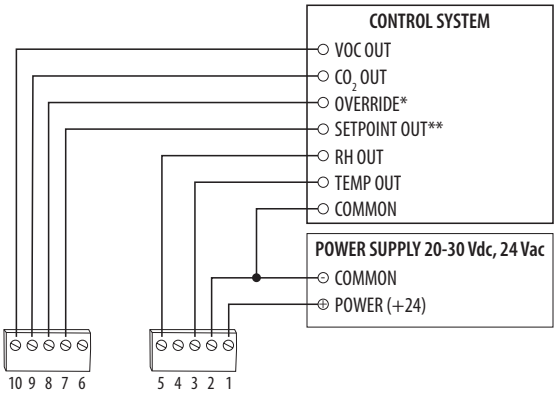 CONTROL SYSTEM
VOC OUT
CO2 OUT
OVERRIDE*
SETPOINT OUT**
RH OUT
TEMP OUT
COMMON
POWER SUPPLY 20-30 Vdc, 24 Vac
COMMON
POWER (+24)
10 9 8 7 6
5 4 3 2 1